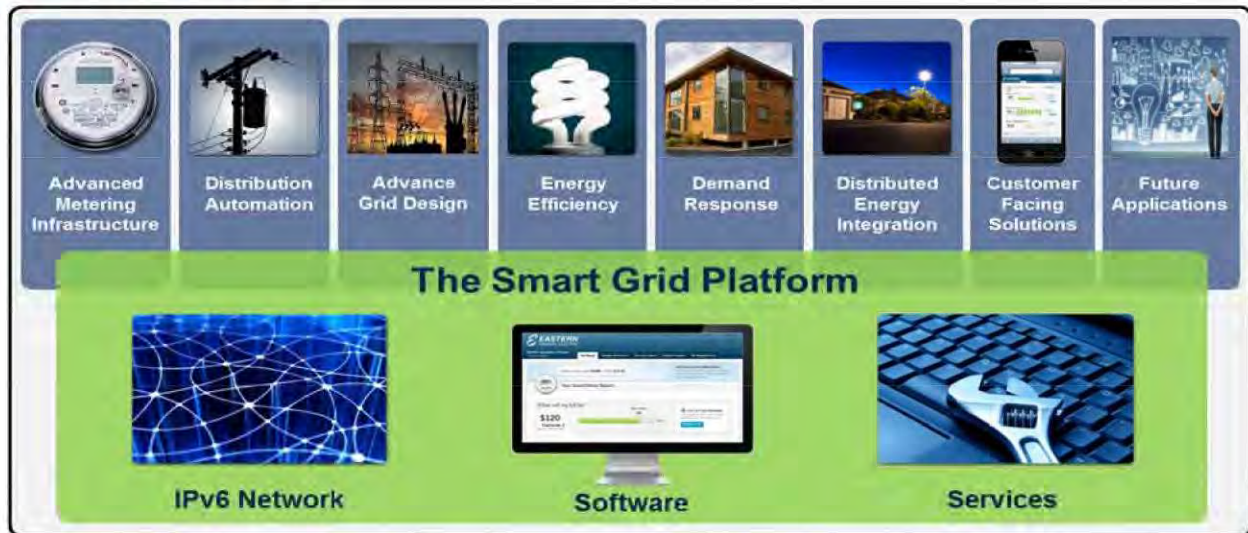 Advanced
Metering
Infrastructure
Distribution
Automation
Advance
Grid Design
Energy
Efficiency
Demand
Response
Distributed
Energy
Integration
Customer
Facing
Solutions
Future
Applications
The Smart Grid Platform
EASTERN
$120
IPv6 Network
Software
Services